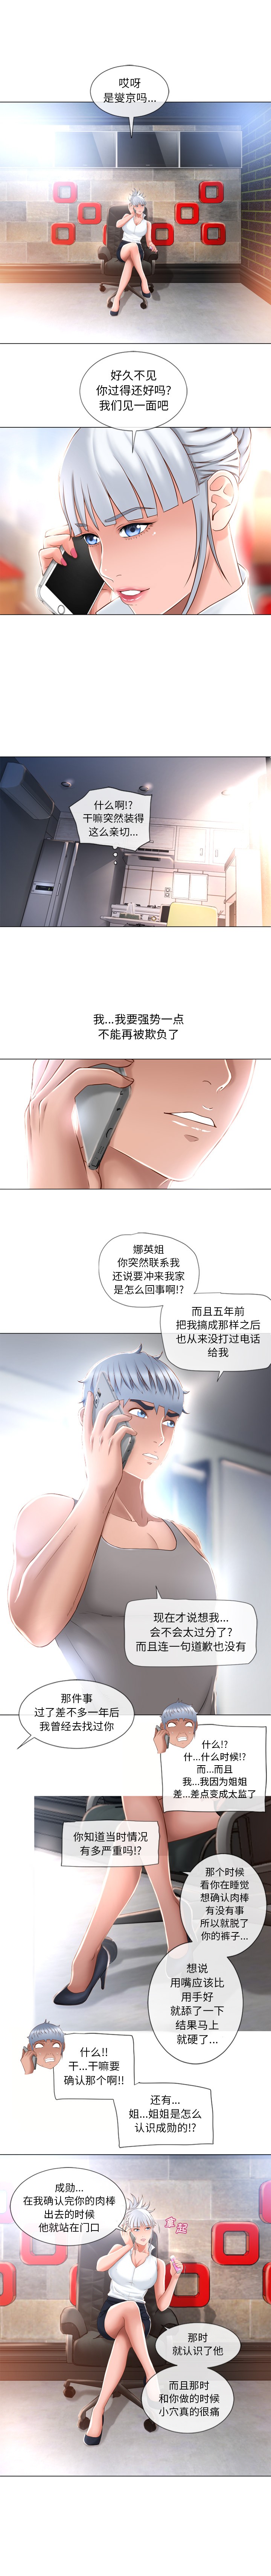 哎呀
是燮京吗...
好久不见
你过得还好吗?
我们见一面吧
什么啊!?
干嘛突然装得
这么亲切...
我...我要强势一点
不能再被欺负了
娜英姐
你突然联系我
还说要冲来我家
是怎么回事啊!?
而且五年前
把我搞成那样之后
也从来没打过电话
给我
现在才说想我...
会不会太过分了?
而且连一句道歉也没有
那件事
过了差不多一年后
我曾经去找过你
什么!?
什...什么时候!?
而...而且
我...我因为姐姐
差...差点变成太监了
你知道当时情况
有多严重吗!?
那个时候
看你在睡觉
想确认肉棒
有没有事
所以就脱了
你的裤子...
想说
用嘴应该比
用手好
就舔了一下
结果马上
就硬了...
什么!!
干...干嘛要
确认那个啊!!
还有...
姐...姐姐是怎么
认识成勋的!?
成勋...
在我确认完你的肉棒
出去的时候
他就站在门口
那时
就认识了他
而且那时
和你做的时候
小穴真的很痛